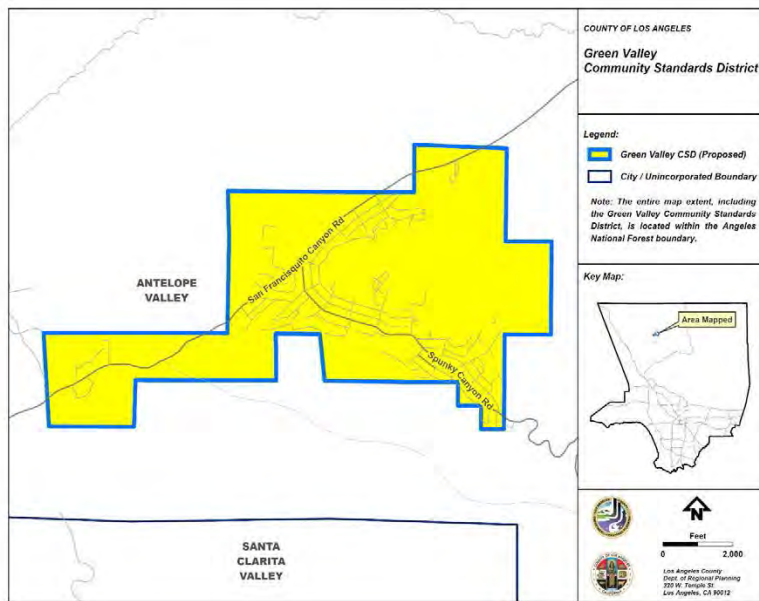 COUNTY OF LOS ANGELES
Green Valley
Community Standards District
Legend:
Green Valley CSD (Proposed)
City / Unincorporated Boundary
Note: The entire map extent, including
the Green Valley Community Standards
District, is located within the Angeles
National Forest boundary.
Key Map:
Area Mapped
ANTELOPE
VALLEY
San Francisquito Canyon Rd
Spunky Canyon Rd
SANTA
CLARITA
VALLEY
N
Feet
0 2,000
Los Angeles County
Dept. of Regional Planning
320 W. Temple St.
Los Angeles, CA 90012